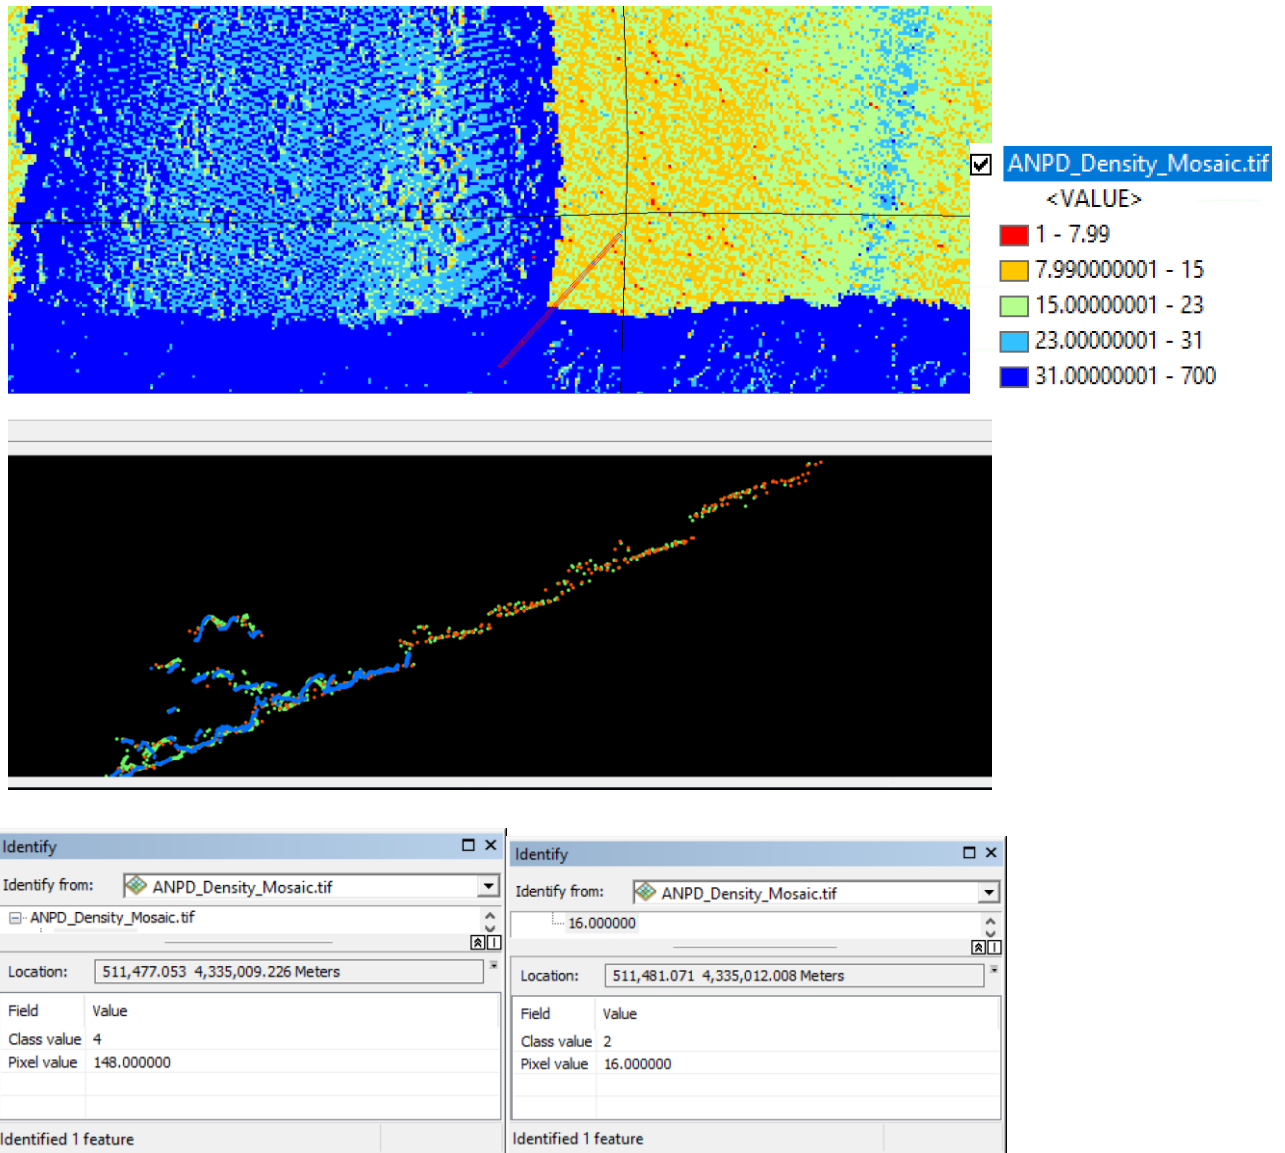 ANPD_Density_Mosaic.tif
<VALUE>
1 - 7.99
7.990000001 - 15
15.00000001 - 23
23.00000001 - 31
31.00000001 - 700
Identify
Identify from:
ANPD_Density_Mosaic.tif
ANPD_Density_Mosaic.tif
Location:
511,477.053 4,335,009.226 Meters
Field Value
Class value 4
Pixel value 148.000000
Identified 1 feature
Identify
Identify from:
ANPD_Density_Mosaic.tif
16.000000
Location:
511,481.071 4,335,012.008 Meters
Field Value
Class value 2
Pixel value 16.000000
Identified 1 feature